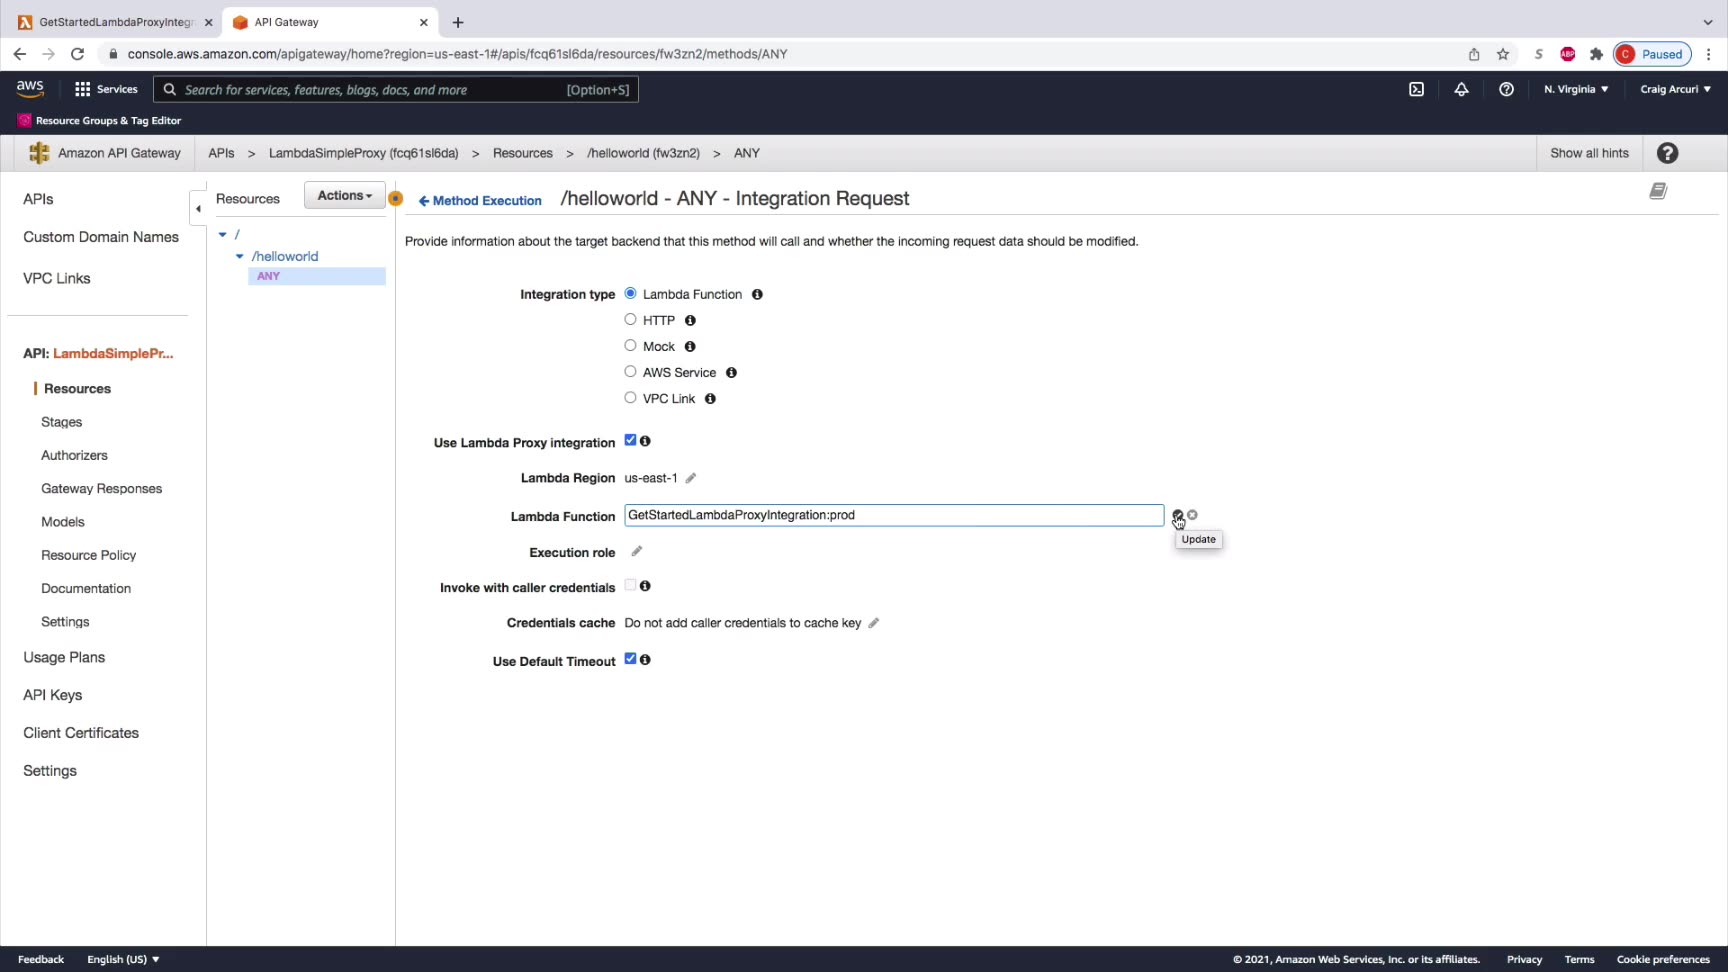 GetStartedLambdaProxyIntegr
API Gateway
console.aws.amazon.com/apigateway/home?region=us-east-1#/apis/fcq61sl6da/resources/fw3zn2/methods/ANY
S
ABP
C Paused
aws
Services
Search for services, features, blogs, docs, and more [Option+S]
N. Virginia
Craig Arcuri
Resource Groups & Tag Editor
Amazon API Gateway
APIs > LambdaSimpleProxy (fcq61sl6da) > Resources > /helloworld (fw3zn2) > ANY
Show all hints
?
APIs
Custom Domain Names
VPC Links
API: LambdaSimplePr...
Resources
Stages
Authorizers
Gateway Responses
Models
Resource Policy
Documentation
Settings
Usage Plans
API Keys
Client Certificates
Settings
Resources
Actions
/
/helloworld
ANY
Method Execution /helloworld - ANY - Integration Request
Provide information about the target backend that this method will call and whether the incoming request data should be modified.
Integration type Lambda Function
HTTP
Mock
AWS Service
VPC Link
Use Lambda Proxy integration
Lambda Region us-east-1
Lambda Function GetStartedLambdaProxyIntegration:prod
Update
Execution role
Invoke with caller credentials
Credentials cache Do not add caller credentials to cache key
Use Default Timeout
Feedback
English (US)
© 2021, Amazon Web Services, Inc. or its affiliates.
Privacy
Terms
Cookie preferences